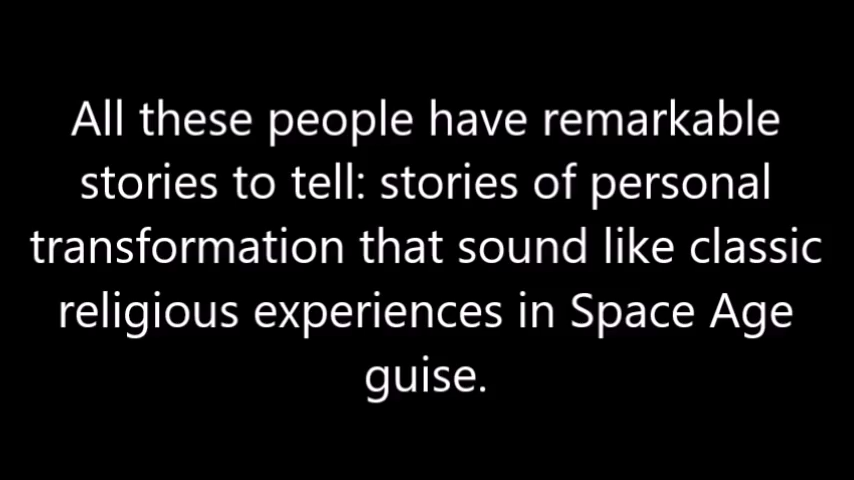 All these people have remarkable
stories to tell: stories of personal
transformation that sound like classic
religious experiences in Space Age
guise.